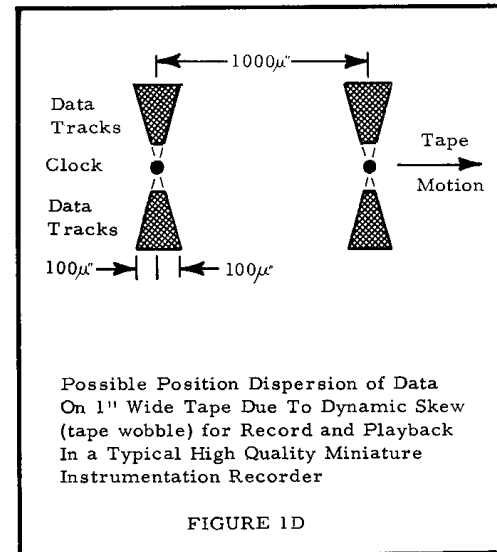 1000μ"
Data
Tracks
Clock
Data
Tracks
Tape
Motion
100μ" 100μ"
Possible Position Dispersion of Data
On 1" Wide Tape Due To Dynamic Skew
(tape wobble) for Record and Playback
In a Typical High Quality Miniature
Instrumentation Recorder
FIGURE 1D